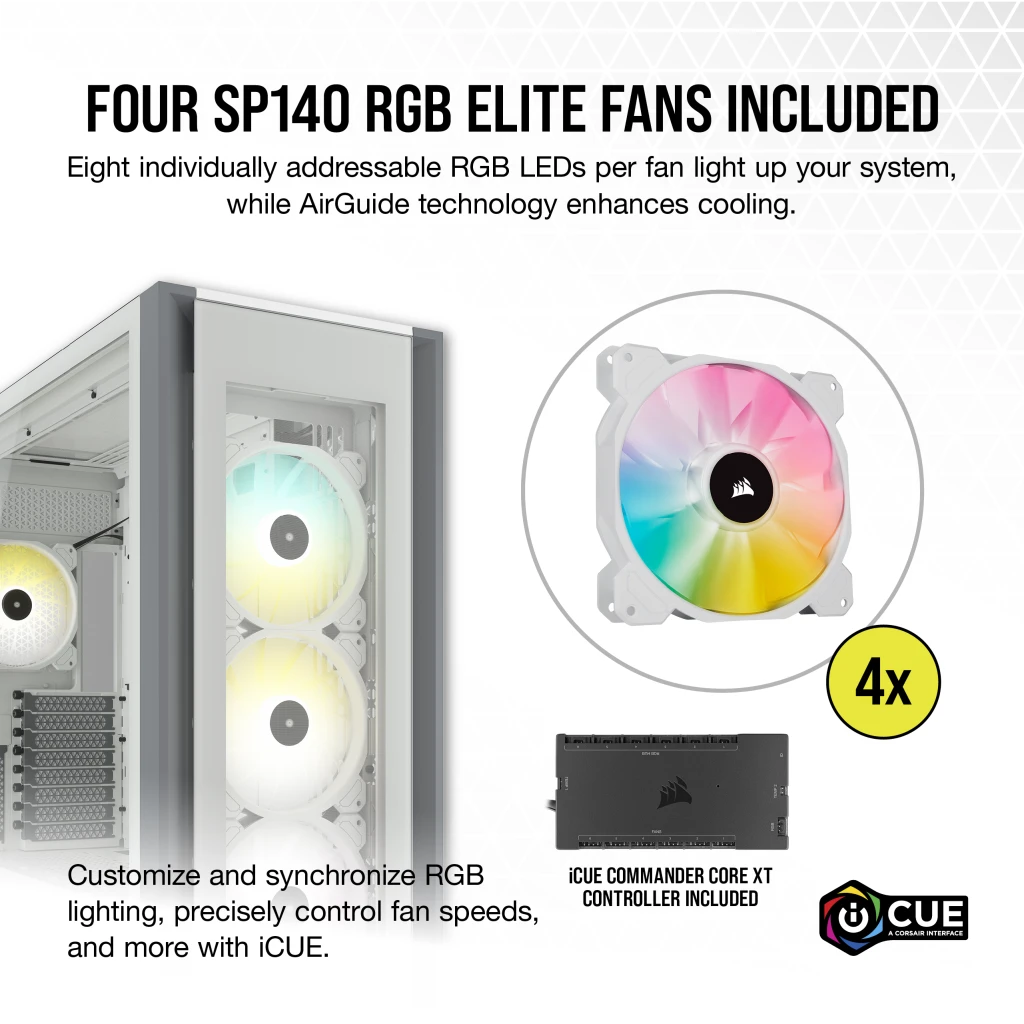 FOUR SP140 RGB ELITE FANS INCLUDED
Eight individually addressable RGB LEDs per fan light up your system,
while AirGuide technology enhances cooling.
4x
iCUE COMMANDER CORE XT
CONTROLLER INCLUDED
Customize and synchronize RGB
lighting, precisely control fan speeds,
and more with iCUE.
iCUE
A CORSAIR INTERFACE